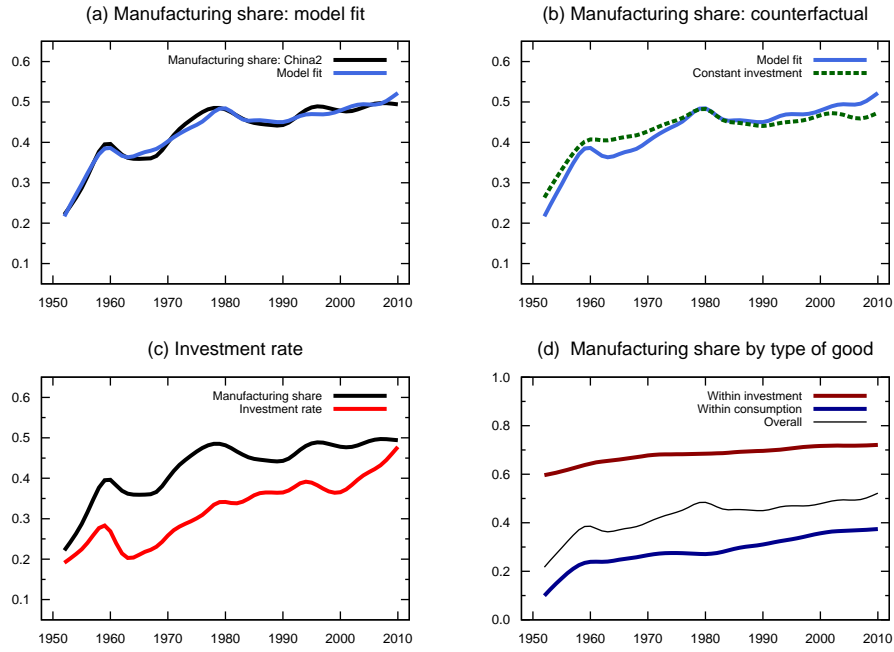 (a) Manufacturing share: model fit
Manufacturing share: China2
Model fit
0.6
0.5
0.4
0.3
0.2
0.1
1950 1960 1970 1980 1990 2000 2010
(b) Manufacturing share: counterfactual
Model fit
Constant investment
0.6
0.5
0.4
0.3
0.2
0.1
1950 1960 1970 1980 1990 2000 2010
(c) Investment rate
Manufacturing share
Investment rate
0.6
0.5
0.4
0.3
0.2
0.1
1950 1960 1970 1980 1990 2000 2010
(d) Manufacturing share by type of good
Within investment
Within consumption
Overall
1.0
0.8
0.6
0.4
0.2
0.0
1950 1960 1970 1980 1990 2000 2010